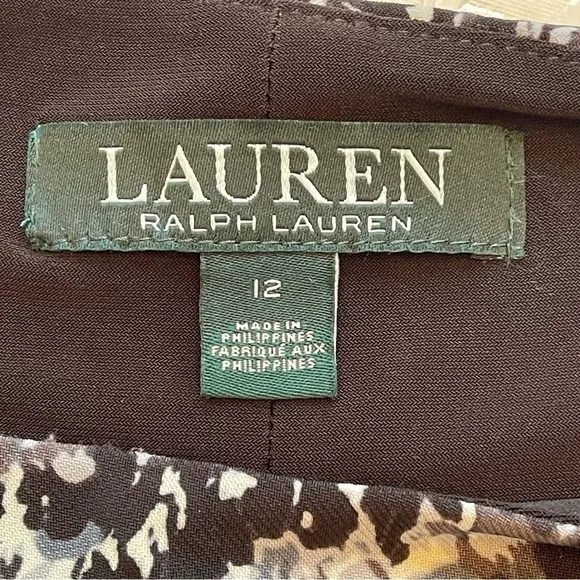 LAUREN
RALPH LAUREN
12
MADE IN
PHILIPPINES
FABRIQUÉ AUX
PHILIPPINES